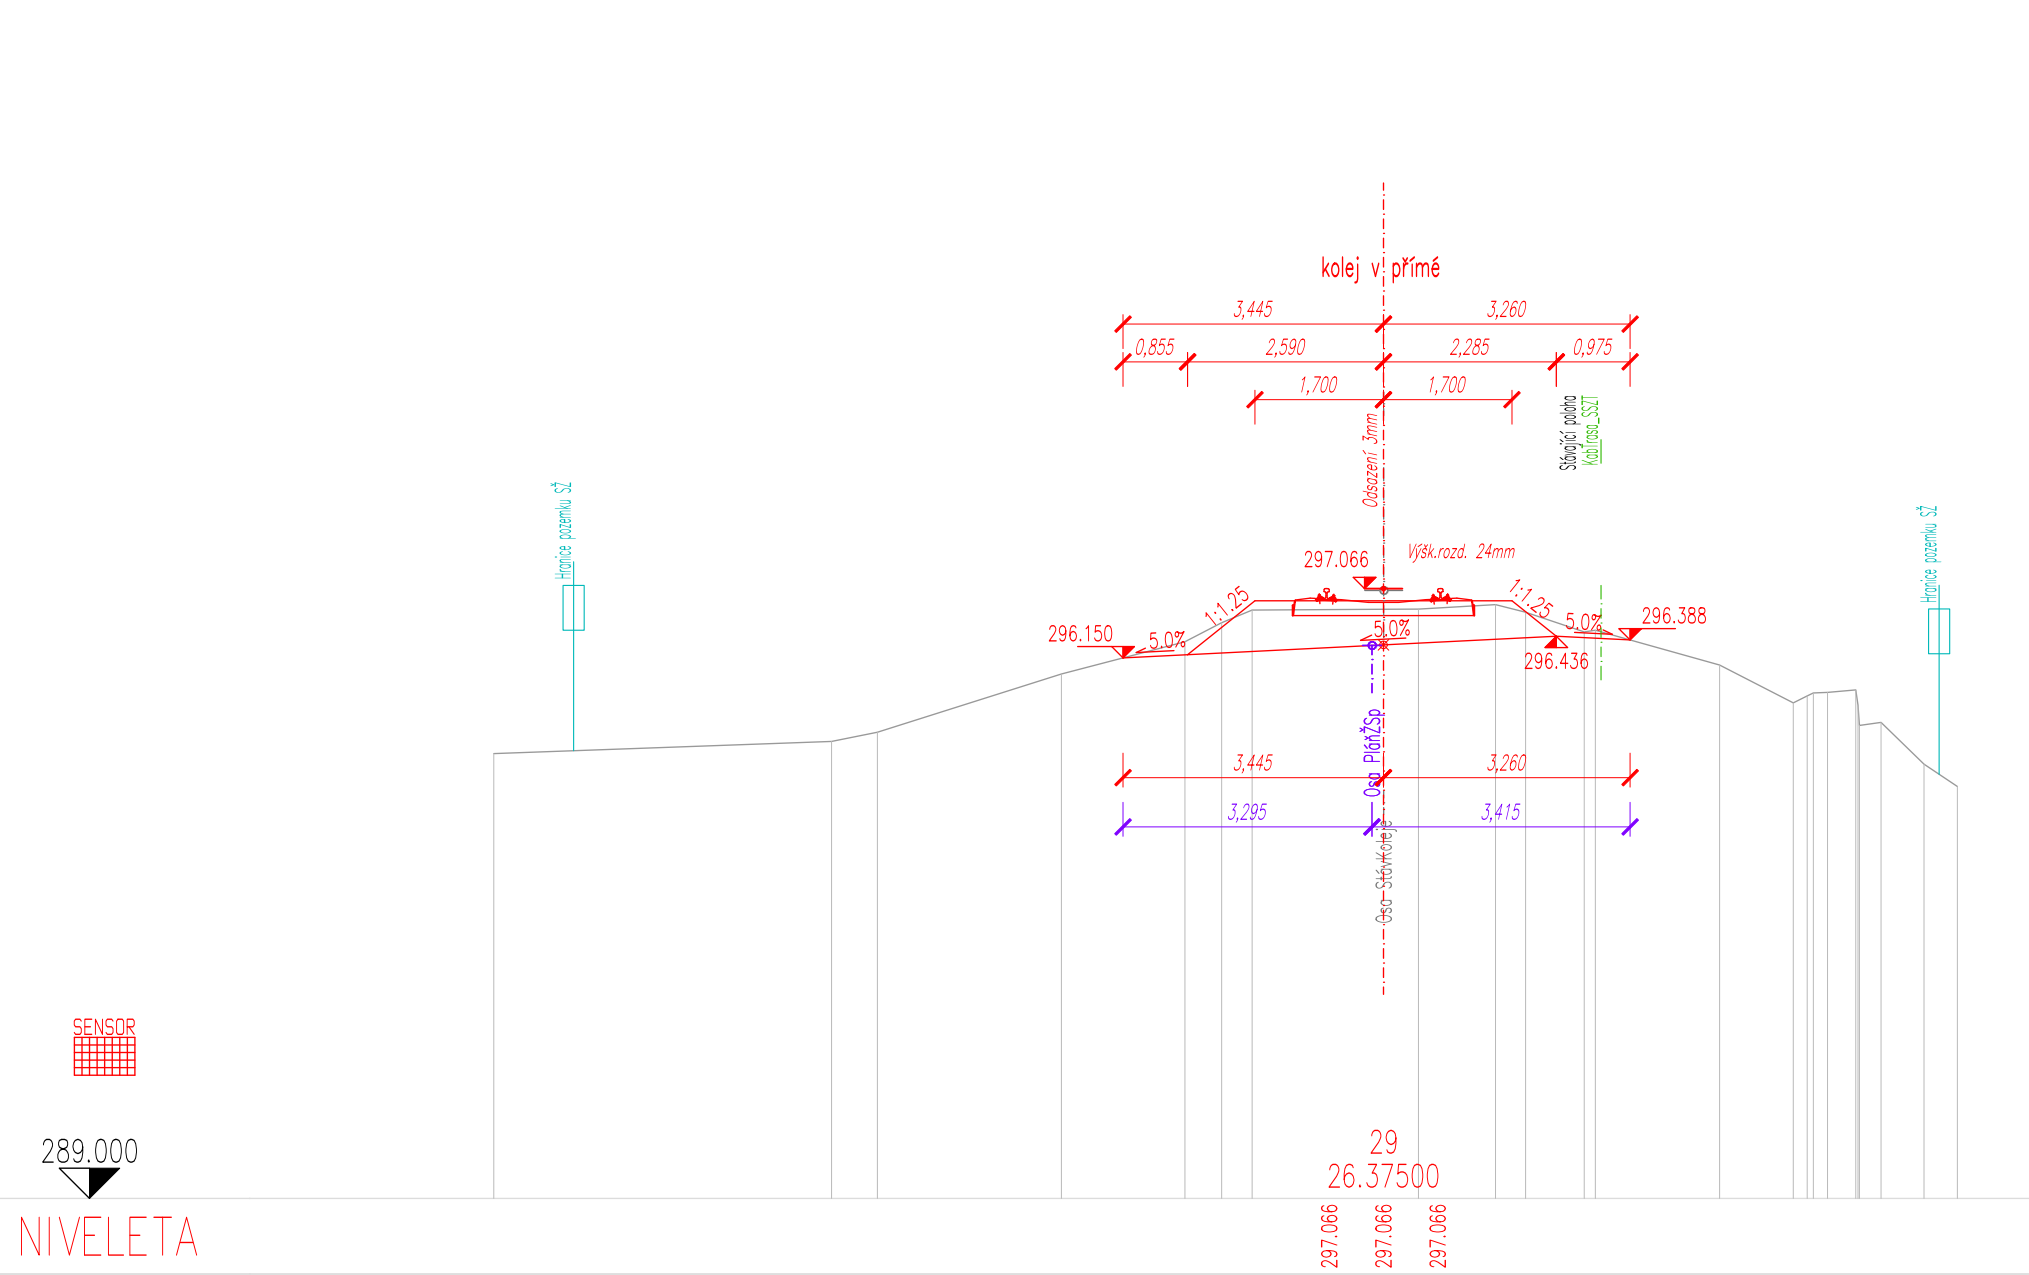 kolej v přímé
3,445
3,260
0,855
2,590
2,285
0,975
1,700
1,700
Odsazení 3mm
Stávající poloha
KabTrasa_SSZT
Hranice pozemku SŽ
Hranice pozemku SŽ
297.066
Výšk.rozd. 24mm
1:1.25
1:1.25
296.150
5.0%
5.0%
5.0%
296.388
296.436
Osa PláňŽSp
3,445
3,260
3,295
3,415
Osa StávKoleje
SENSOR
289.000
29
26.37500
NIVELETA
297.066
297.066
297.066